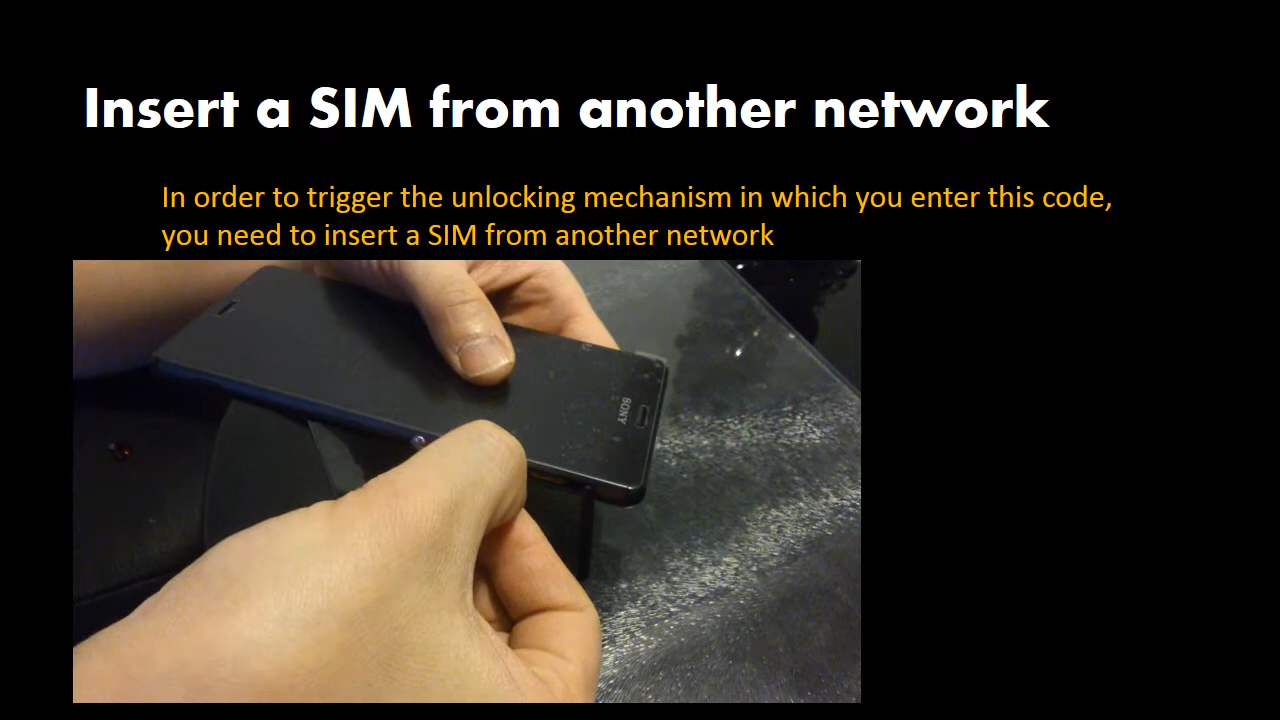 Insert a SIM from another network
In order to trigger the unlocking mechanism in which you enter this code,
you need to insert a SIM from another network
SONY